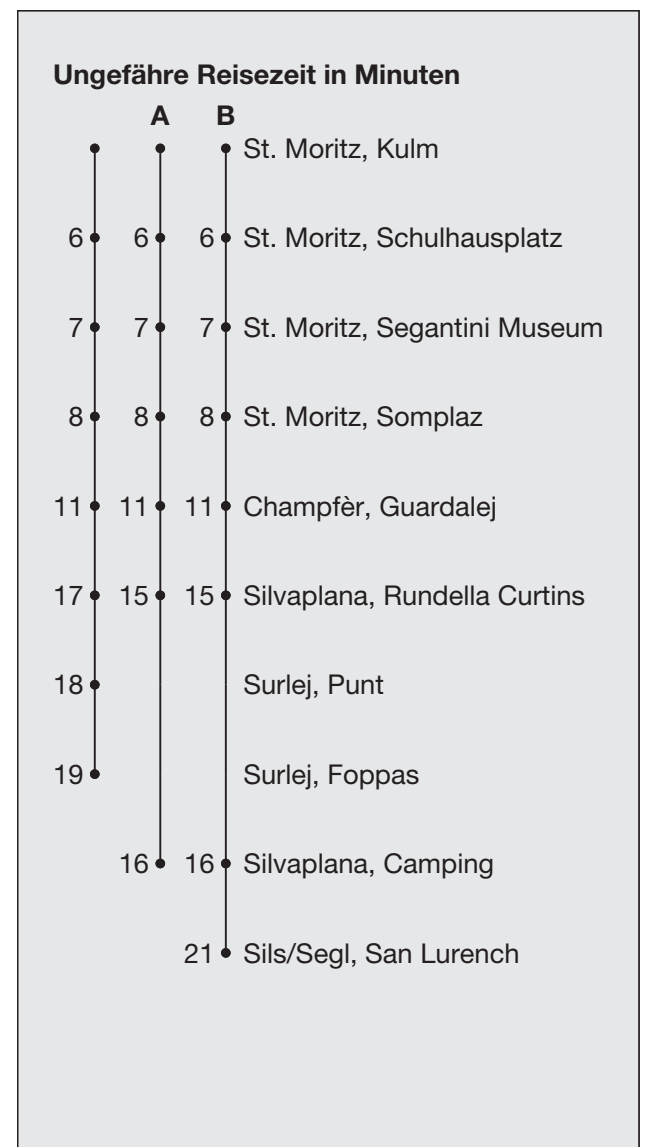 Ungefähre Reisezeit in Minuten
A B
St. Moritz, Kulm
6 6 6 St. Moritz, Schulhausplatz
7 7 7 St. Moritz, Segantini Museum
8 8 8 St. Moritz, Somplaz
11 11 11 Champfèr, Guardalej
17 15 15 Silvaplana, Rundella Curtins
18 Surlej, Punt
19 Surlej, Foppas
16 16 Silvaplana, Camping
21 Sils/Segl, San Lurench